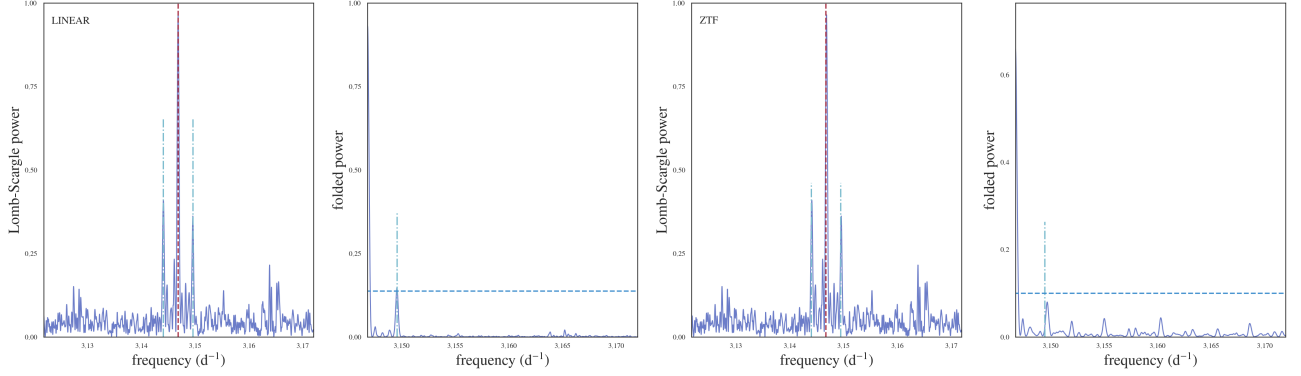 LINEAR
Lomb-Scargle power
1.00
0.75
0.50
0.25
0.00
3.13 3.14 3.15 3.16 3.17
frequency (d⁻¹)
folded power
1.00
0.75
0.50
0.25
0.00
3.150 3.155 3.160 3.165 3.170
frequency (d⁻¹)
ZTF
Lomb-Scargle power
1.00
0.75
0.50
0.25
0.00
3.13 3.14 3.15 3.16 3.17
frequency (d⁻¹)
folded power
0.6
0.4
0.2
0.0
3.150 3.155 3.160 3.165 3.170
frequency (d⁻¹)